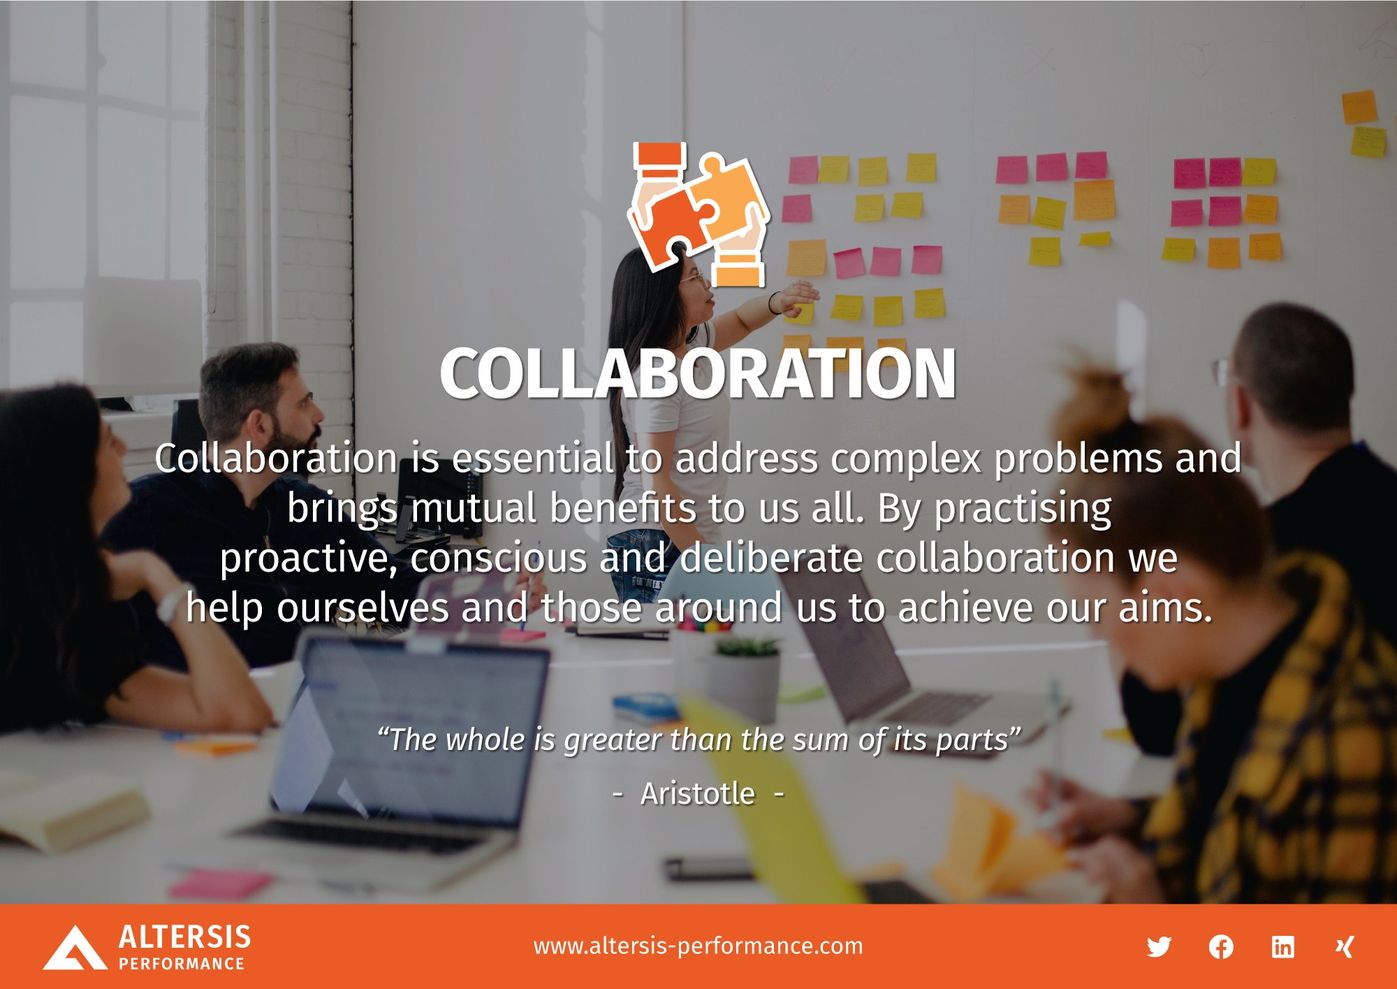 COLLABORATION
Collaboration is essential to address complex problems and
brings mutual benefits to us all. By practising
proactive, conscious and deliberate collaboration we
help ourselves and those around us to achieve our aims.
“The whole is greater than the sum of its parts”
- Aristotle -
ALTERSIS
PERFORMANCE
www.altersis-performance.com